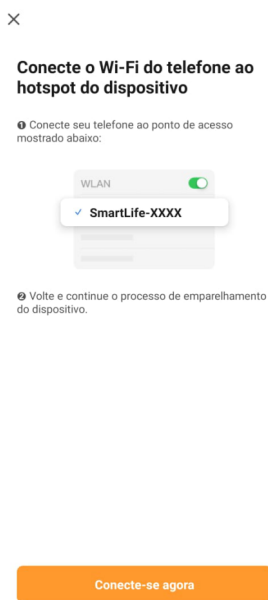 Conecte o Wi-Fi do telefone ao
hotspot do dispositivo
❶ Conecte seu telefone ao ponto de acesso
mostrado abaixo:
WLAN
SmartLife-XXXX
❷ Volte e continue o processo de emparelhamento
do dispositivo.
Conecte-se agora